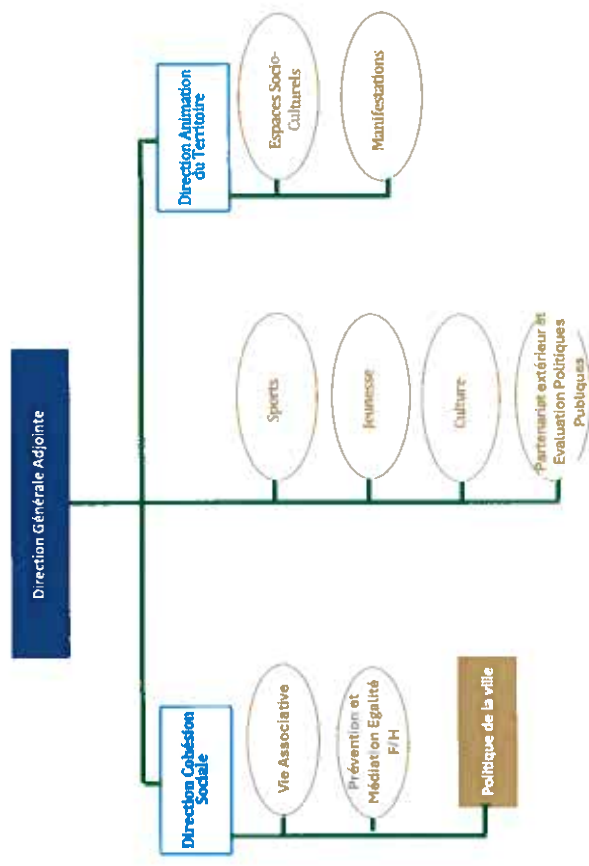 Direction Générale Adjointe
Direction Cohésion
Sociale
Vie Associative
Prévention et
Médiation Egalité
F/H
Politique de la ville
Sports
Jeunesse
Culture
Partenariat extérieur et
Evaluation Politiques
Publiques
Direction Animation
du Territoire
Espaces Socio-
Culturels
Manifestations